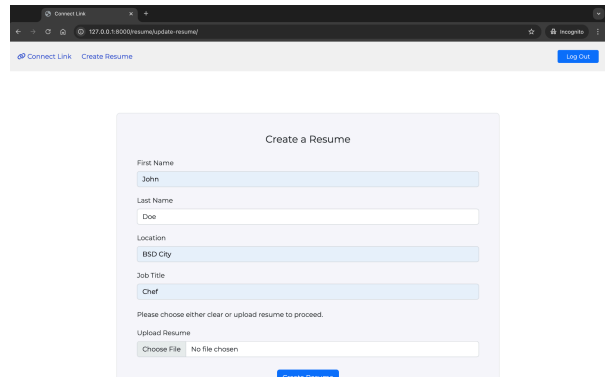 Connect Link
127.0.0.1:8000/resume/update-resume/
Incognito
Connect Link Create Resume
Log Out
Create a Resume
First Name
John
Last Name
Doe
Location
BSD City
Job Title
Chef
Please choose either clear or upload resume to proceed.
Upload Resume
Choose File No file chosen
Create Resume